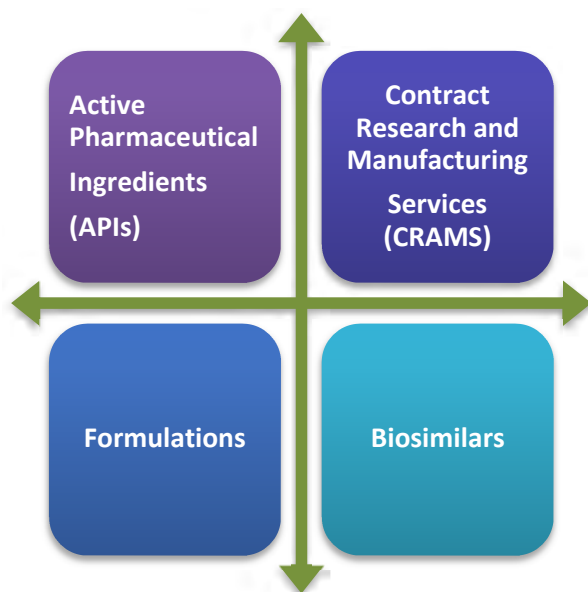 Active
Pharmaceutical
Ingredients
(APIs)
Contract
Research and
Manufacturing
Services
(CRAMS)
Formulations
Biosimilars